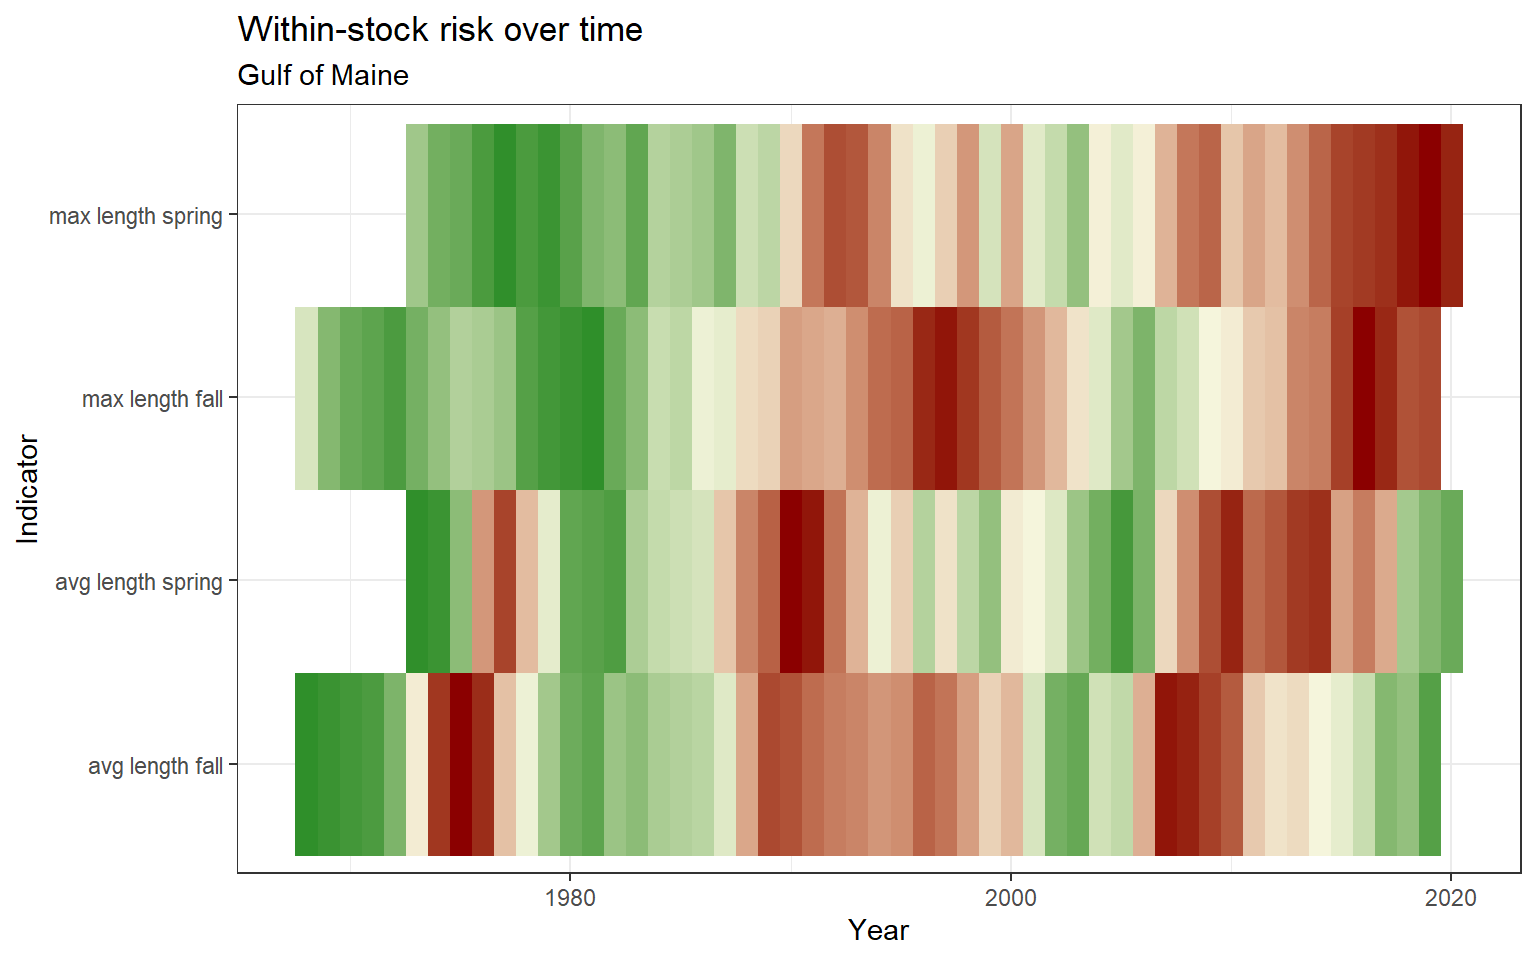 Within-stock risk over time
Gulf of Maine
max length spring
max length fall
avg length spring
avg length fall
Indicator
1980
2000
2020
Year